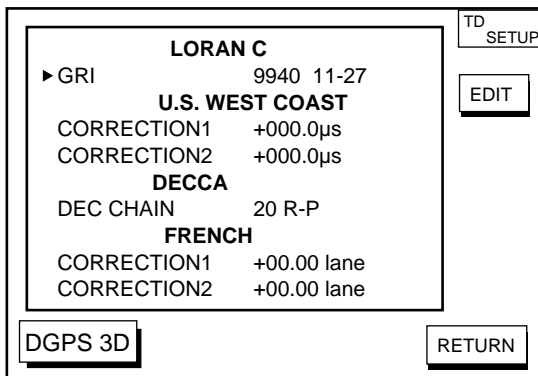 TD
SETUP
LORAN C
▶GRI 9940 11-27
EDIT
U.S. WEST COAST
CORRECTION1 +000.0µs
CORRECTION2 +000.0µs
DECCA
DEC CHAIN 20 R-P
FRENCH
CORRECTION1 +00.00 lane
CORRECTION2 +00.00 lane
DGPS 3D
RETURN